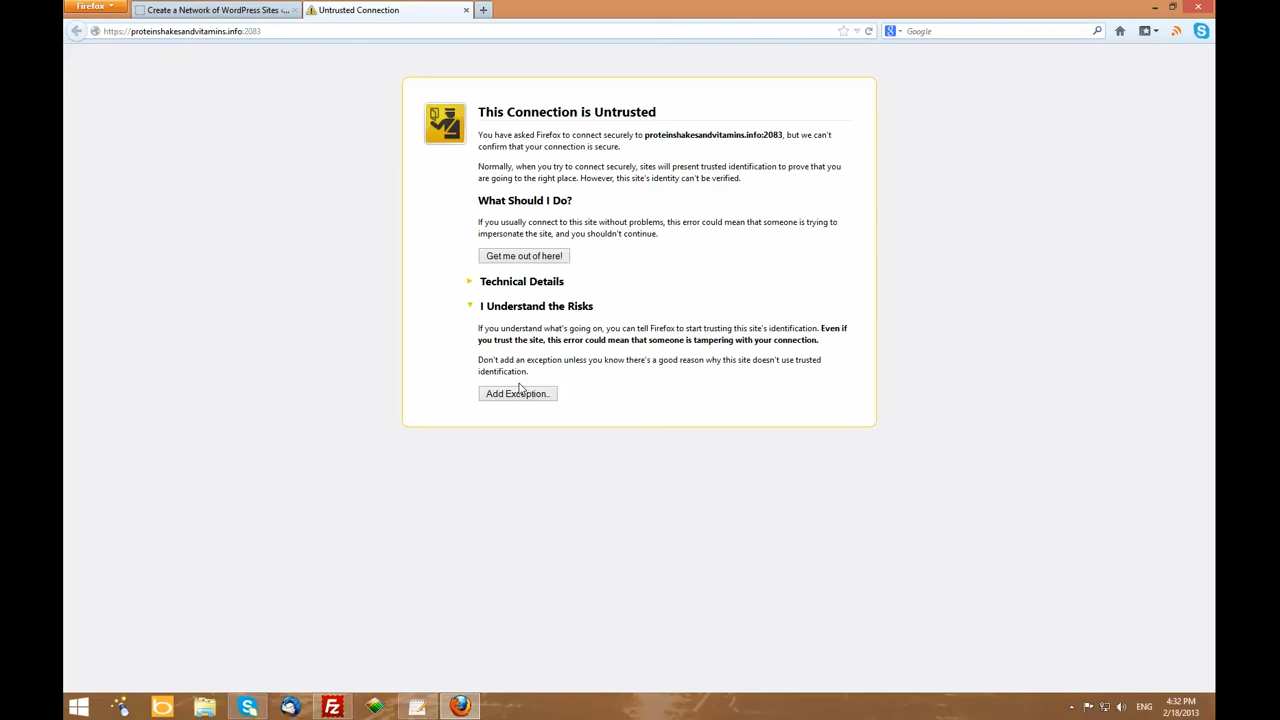 Firefox
Create a Network of WordPress Sites ‹...
Untrusted Connection
https://proteinshakesandvitamins.info:2083
Google
This Connection is Untrusted
You have asked Firefox to connect securely to proteinshakesandvitamins.info:2083, but we can't
confirm that your connection is secure.
Normally, when you try to connect securely, sites will present trusted identification to prove that you
are going to the right place. However, this site's identity can't be verified.
What Should I Do?
If you usually connect to this site without problems, this error could mean that someone is trying to
impersonate the site, and you shouldn't continue.
Get me out of here!
Technical Details
I Understand the Risks
If you understand what's going on, you can tell Firefox to start trusting this site's identification. Even if
you trust the site, this error could mean that someone is tampering with your connection.
Don't add an exception unless you know there's a good reason why this site doesn't use trusted
identification.
Add Exception...
ENG
4:32 PM
2/18/2013